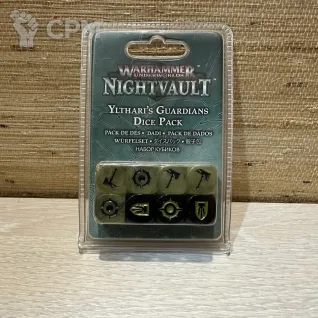 CPM
WARHAMMER
UNDERWORLDS
NIGHTVAULT
YLTHARI'S GUARDIANS
DICE PACK
PACK DE DÉS • DADI • PACK DE DADOS
WÜRFELSET • ダイスパック • 骰子包
НАБОР КУБИКОВ